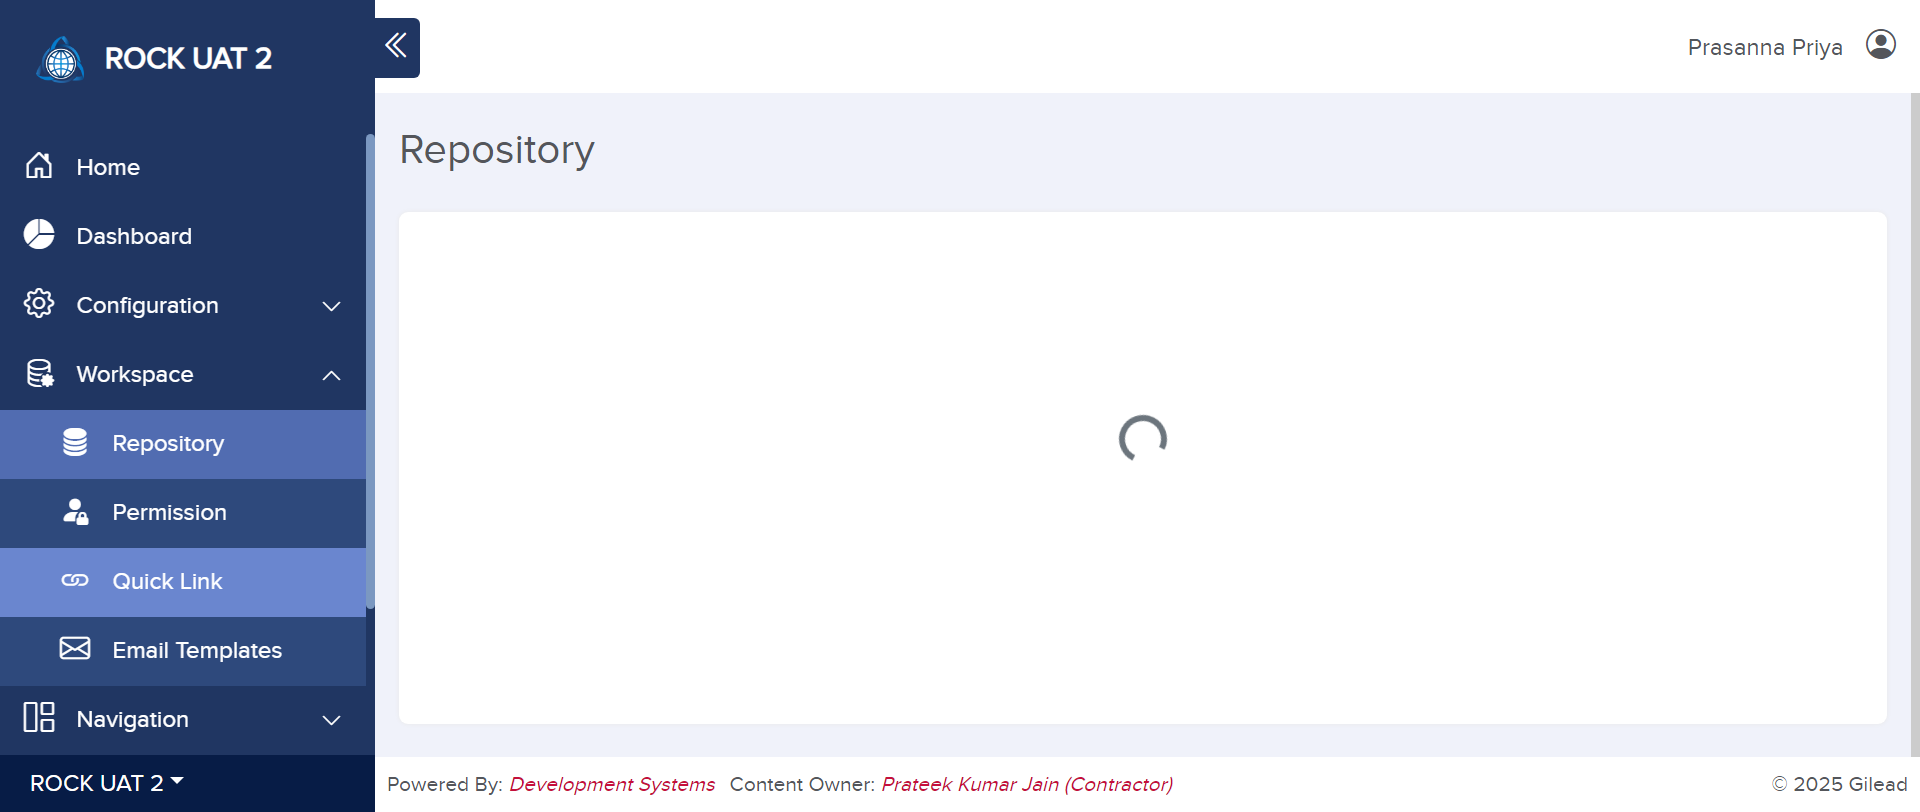 ROCK UAT 2
Prasanna Priya
Home
Dashboard
Configuration
Workspace
Repository
Permission
Quick Link
Email Templates
Navigation
ROCK UAT 2
Repository
Powered By: Development Systems Content Owner: Prateek Kumar Jain (Contractor)
© 2025 Gilead